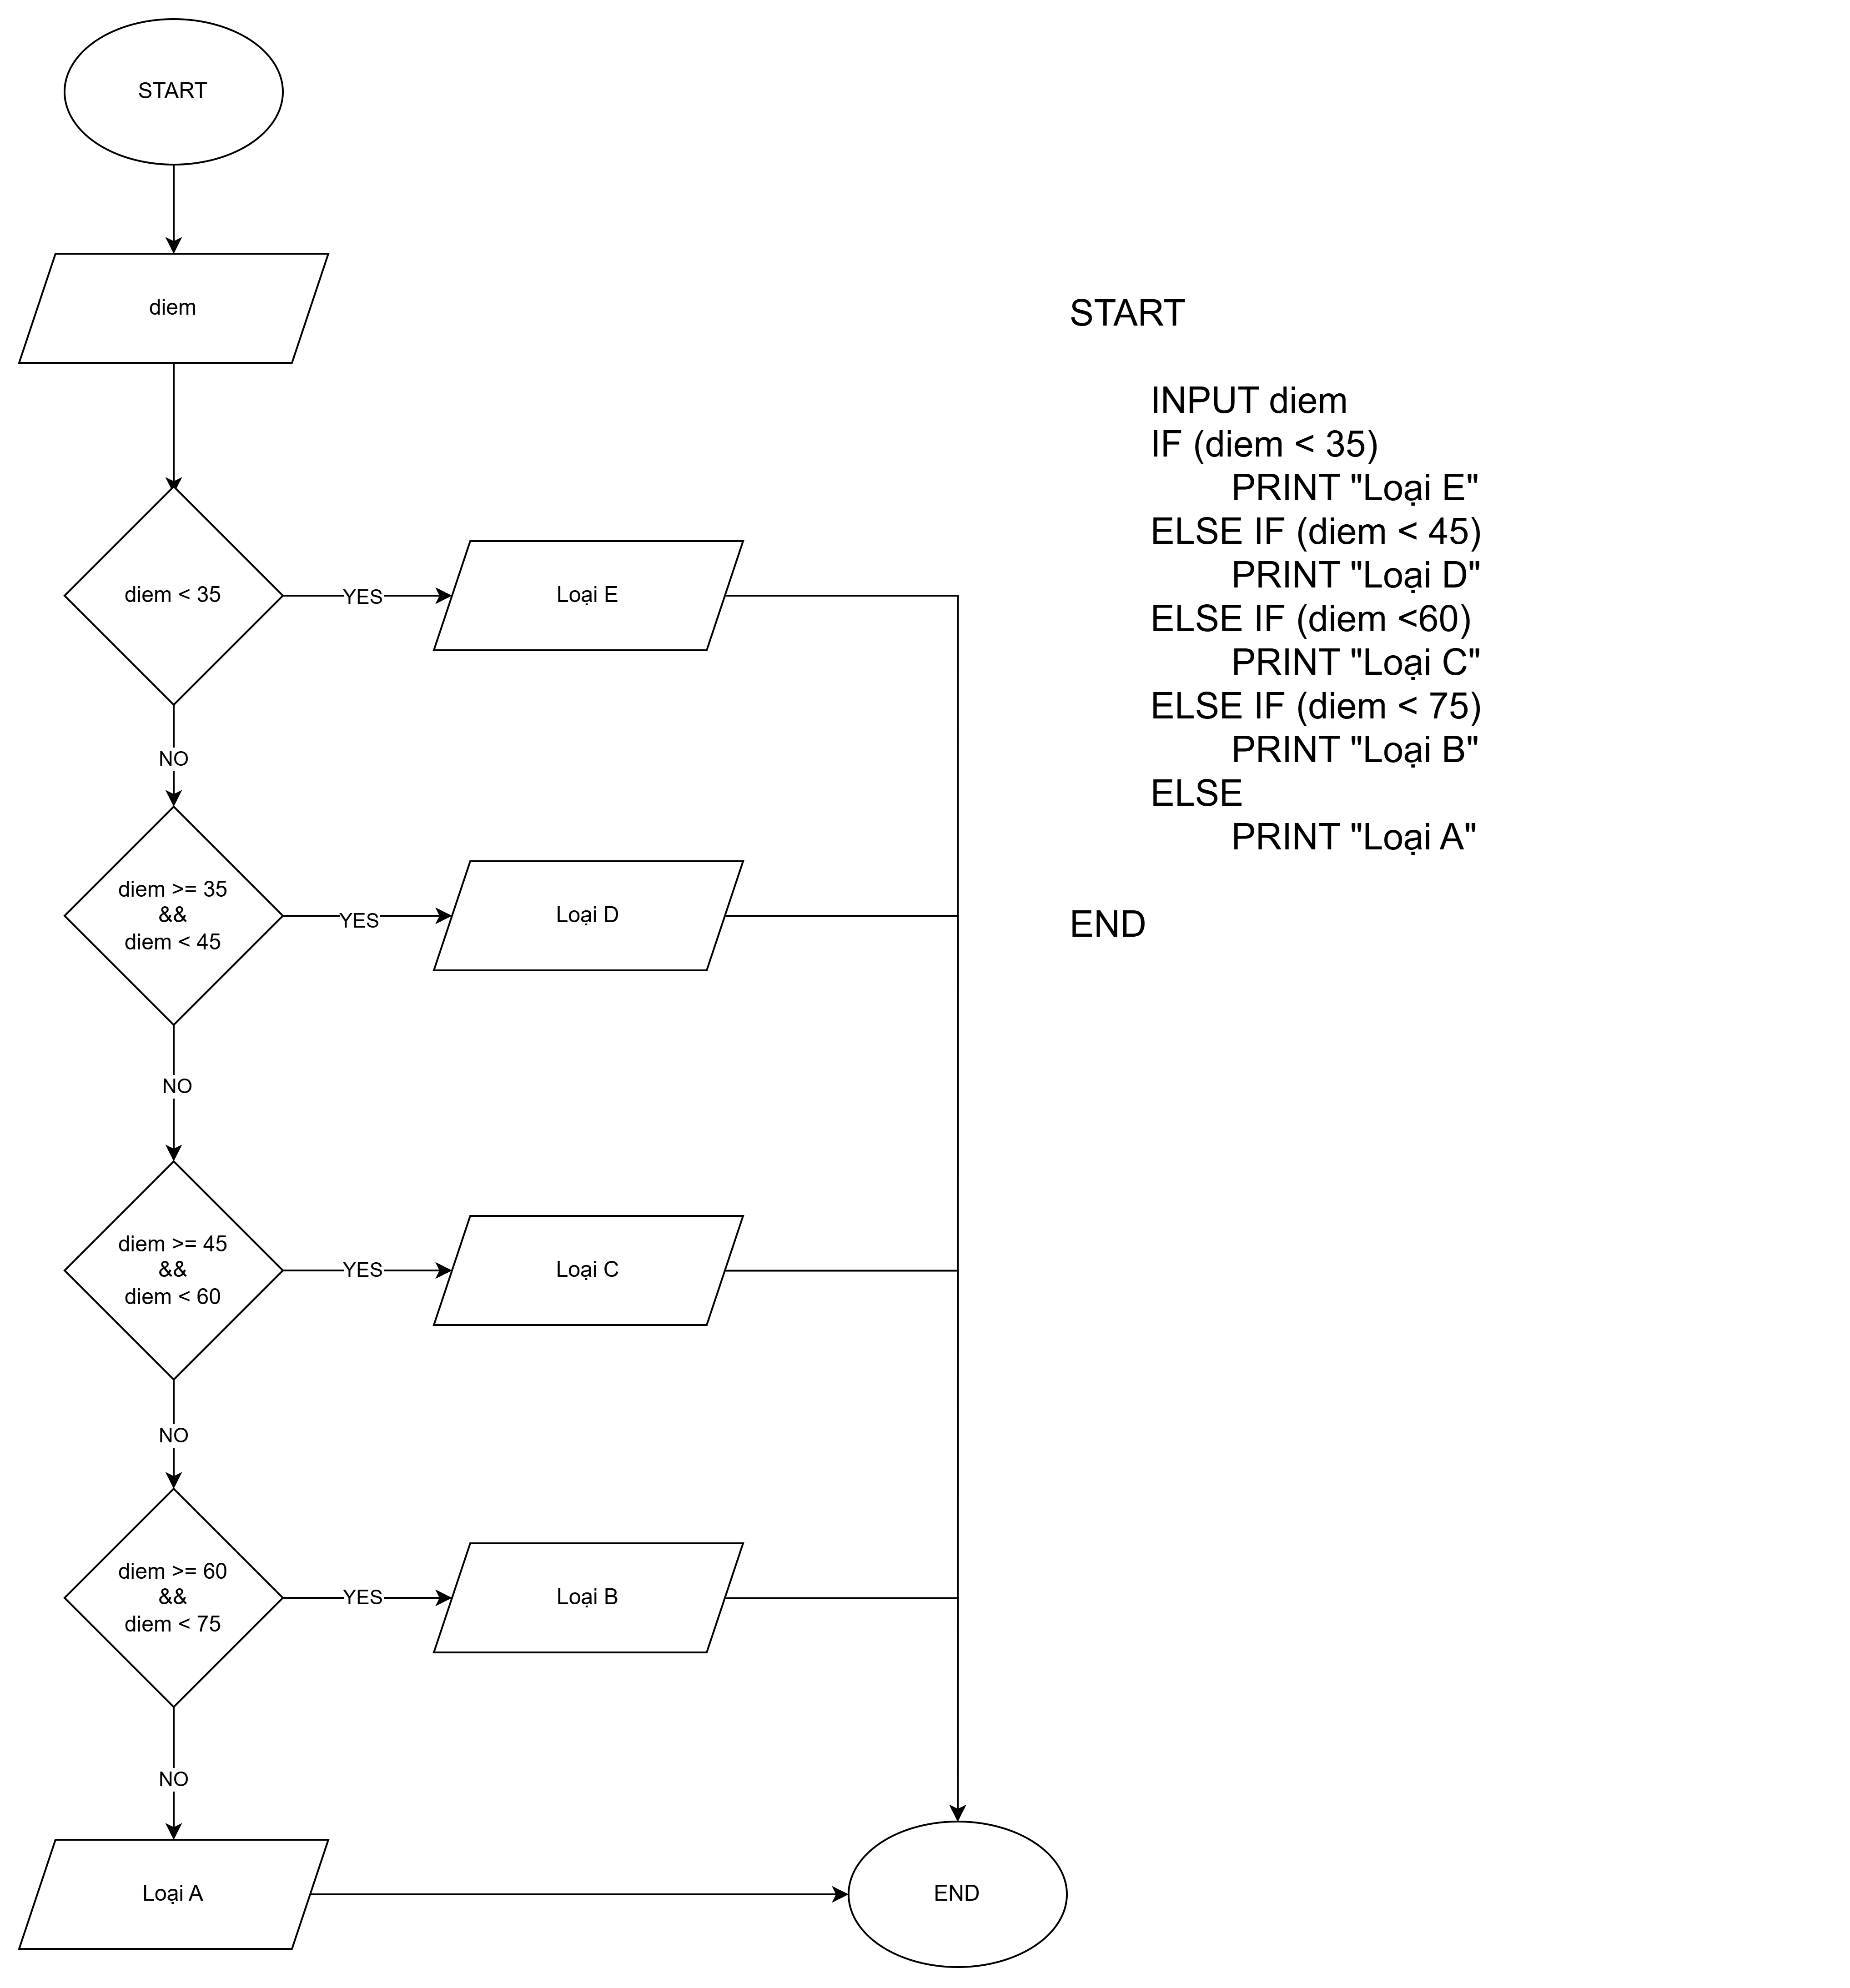 START
diem
diem < 35
YES
Loại E
NO
diem >= 35
&&
diem < 45
YES
Loại D
NO
diem >= 45
&&
diem < 60
YES
Loại C
NO
diem >= 60
&&
diem < 75
YES
Loại B
NO
Loại A
END
START
INPUT diem
IF (diem < 35)
PRINT "Loại E"
ELSE IF (diem < 45)
PRINT "Loại D"
ELSE IF (diem <60)
PRINT "Loại C"
ELSE IF (diem < 75)
PRINT "Loại B"
ELSE
PRINT "Loại A"
END